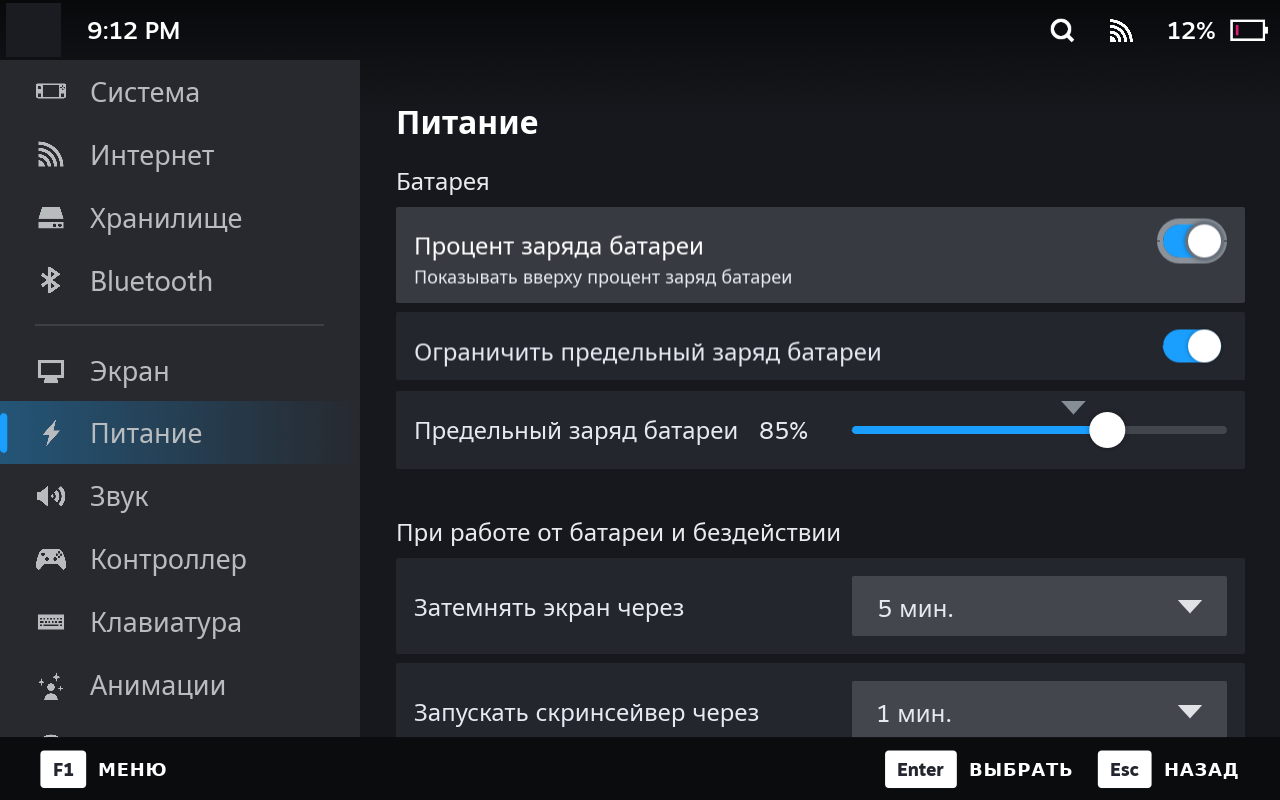 9:12 PM
12%
Система
Интернет
Хранилище
Bluetooth
Экран
Питание
Звук
Контроллер
Клавиатура
Анимации
Питание
Батарея
Процент заряда батареи
Показывать вверху процент заряд батареи
Ограничить предельный заряд батареи
Предельный заряд батареи 85%
При работе от батареи и бездействии
Затемнять экран через 5 мин.
Запускать скринсейвер через 1 мин.
F1 МЕНЮ
Enter ВЫБРАТЬ Esc НАЗАД